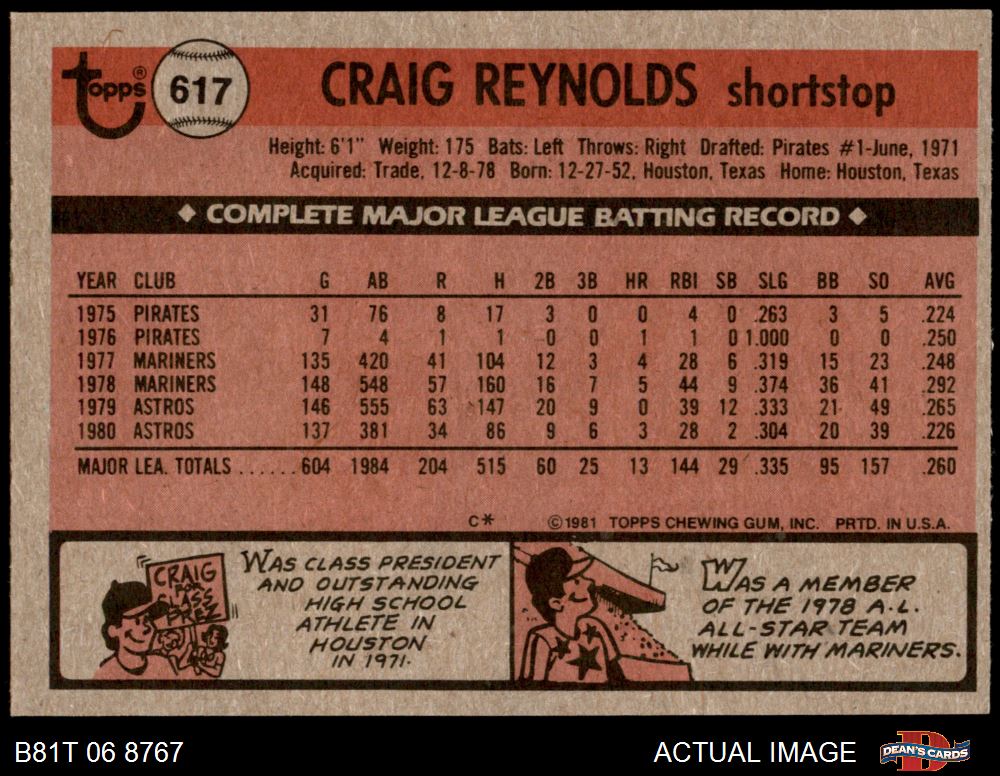 topps® 617 CRAIG REYNOLDS shortstop
Height: 6'1" Weight: 175 Bats: Left Throws: Right Drafted: Pirates #1-June, 1971
Acquired: Trade, 12-8-78 Born: 12-27-52, Houston, Texas Home: Houston, Texas
◆ COMPLETE MAJOR LEAGUE BATTING RECORD ◆
YEAR CLUB G AB R H 2B 3B HR RBI SB SLG BB SO AVG
1975 PIRATES 31 76 8 17 3 0 0 4 0 .263 3 5 .224
1976 PIRATES 7 4 1 1 0 0 1 1 0 1.000 0 0 .250
1977 MARINERS 135 420 41 104 12 3 4 28 6 .319 15 23 .248
1978 MARINERS 148 548 57 160 16 7 5 44 9 .374 36 41 .292
1979 ASTROS 146 555 63 147 20 9 0 39 12 .333 21 49 .265
1980 ASTROS 137 381 34 86 9 6 3 28 2 .304 20 39 .226
MAJOR LEA. TOTALS ...... 604 1984 204 515 60 25 13 144 29 .335 95 157 .260
C* ©1981 TOPPS CHEWING GUM, INC. PRTD. IN U.S.A.
CRAIG
FOR
CLASS
PREZ
WAS CLASS PRESIDENT
AND OUTSTANDING
HIGH SCHOOL
ATHLETE IN
HOUSTON
IN 1971.
WAS A MEMBER
OF THE 1978 A.L.
ALL-STAR TEAM
WHILE WITH MARINERS.
B81T 06 8767 ACTUAL IMAGE DEAN'S CARDS